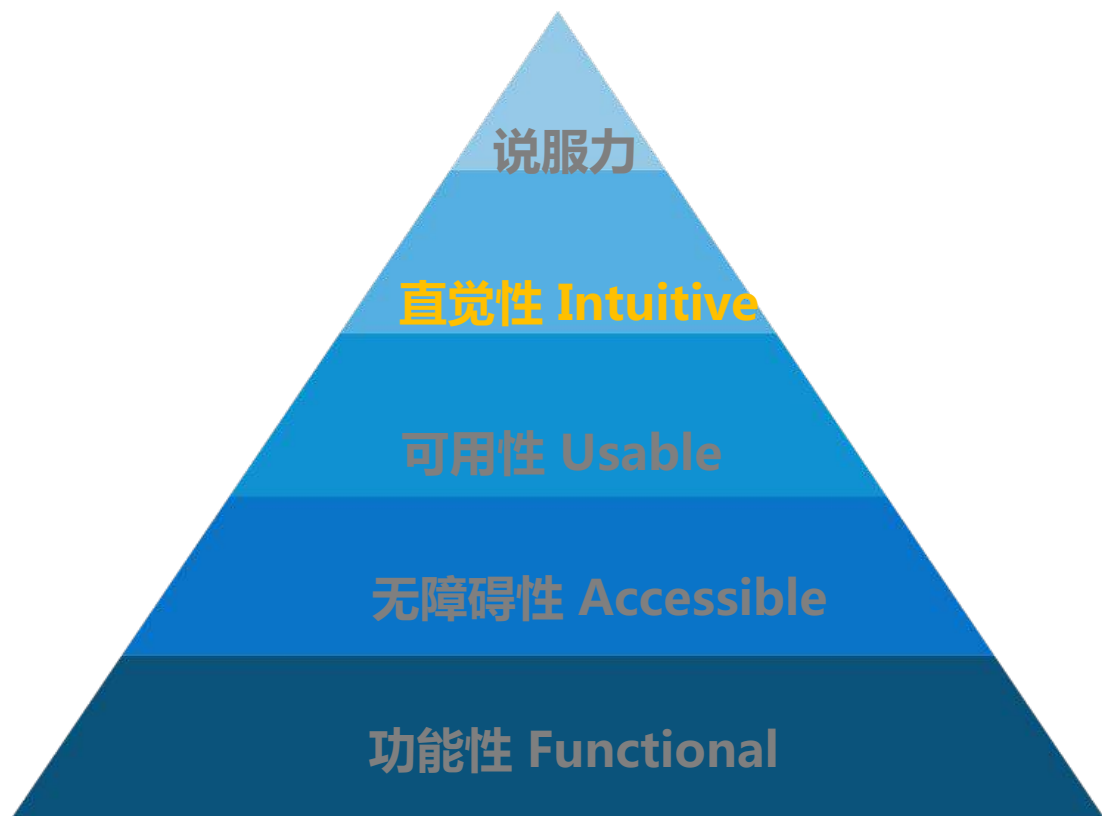 说服力
直觉性 Intuitive
可用性 Usable
无障碍性 Accessible
功能性 Functional